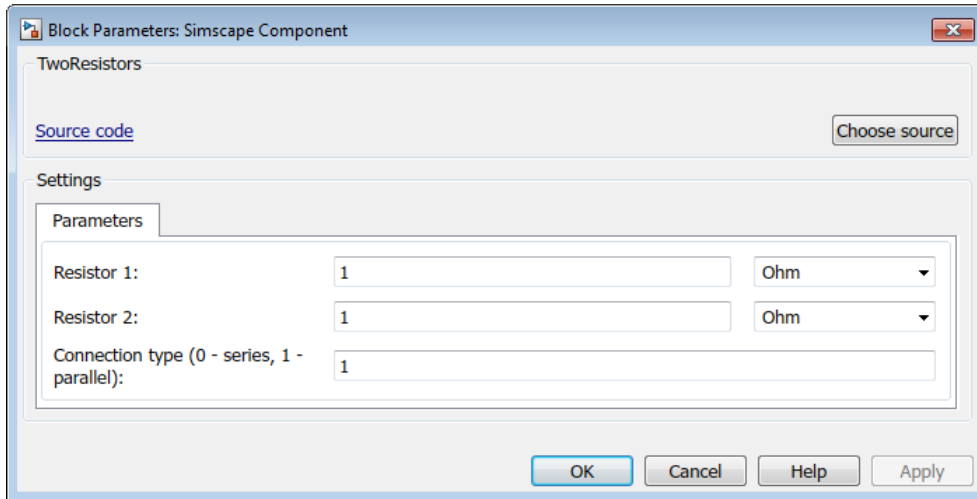 Block Parameters: Simscape Component
TwoResistors
Source code
Choose source
Settings
Parameters
Resistor 1:
1
Ohm
Resistor 2:
1
Ohm
Connection type (0 - series, 1 -
parallel):
1
OK
Cancel
Help
Apply